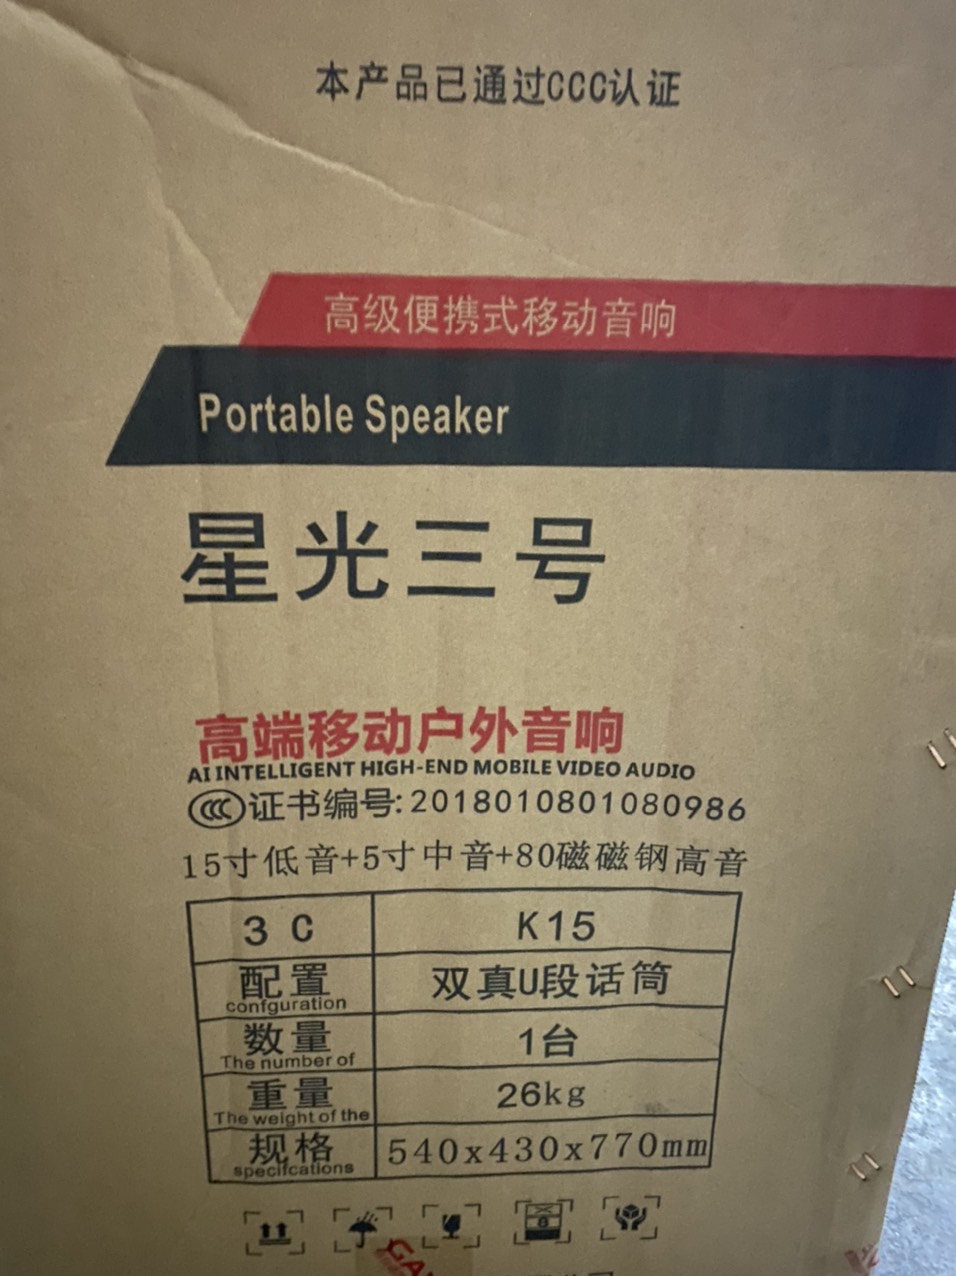 本产品已通过CCC认证
高级便携式移动音响
Portable Speaker
星光三号
高端移动户外音响
AI INTELLIGENT HIGH-END MOBILE VIDEO AUDIO
CCC证书编号:2018010801080986
15寸低音+5寸中音+80磁磁钢高音
3 C K15
配置 双真U段话筒
confguration
数量 1台
The number of
重量 26kg
The weight of the
规格 540x430x770mm
specifcations